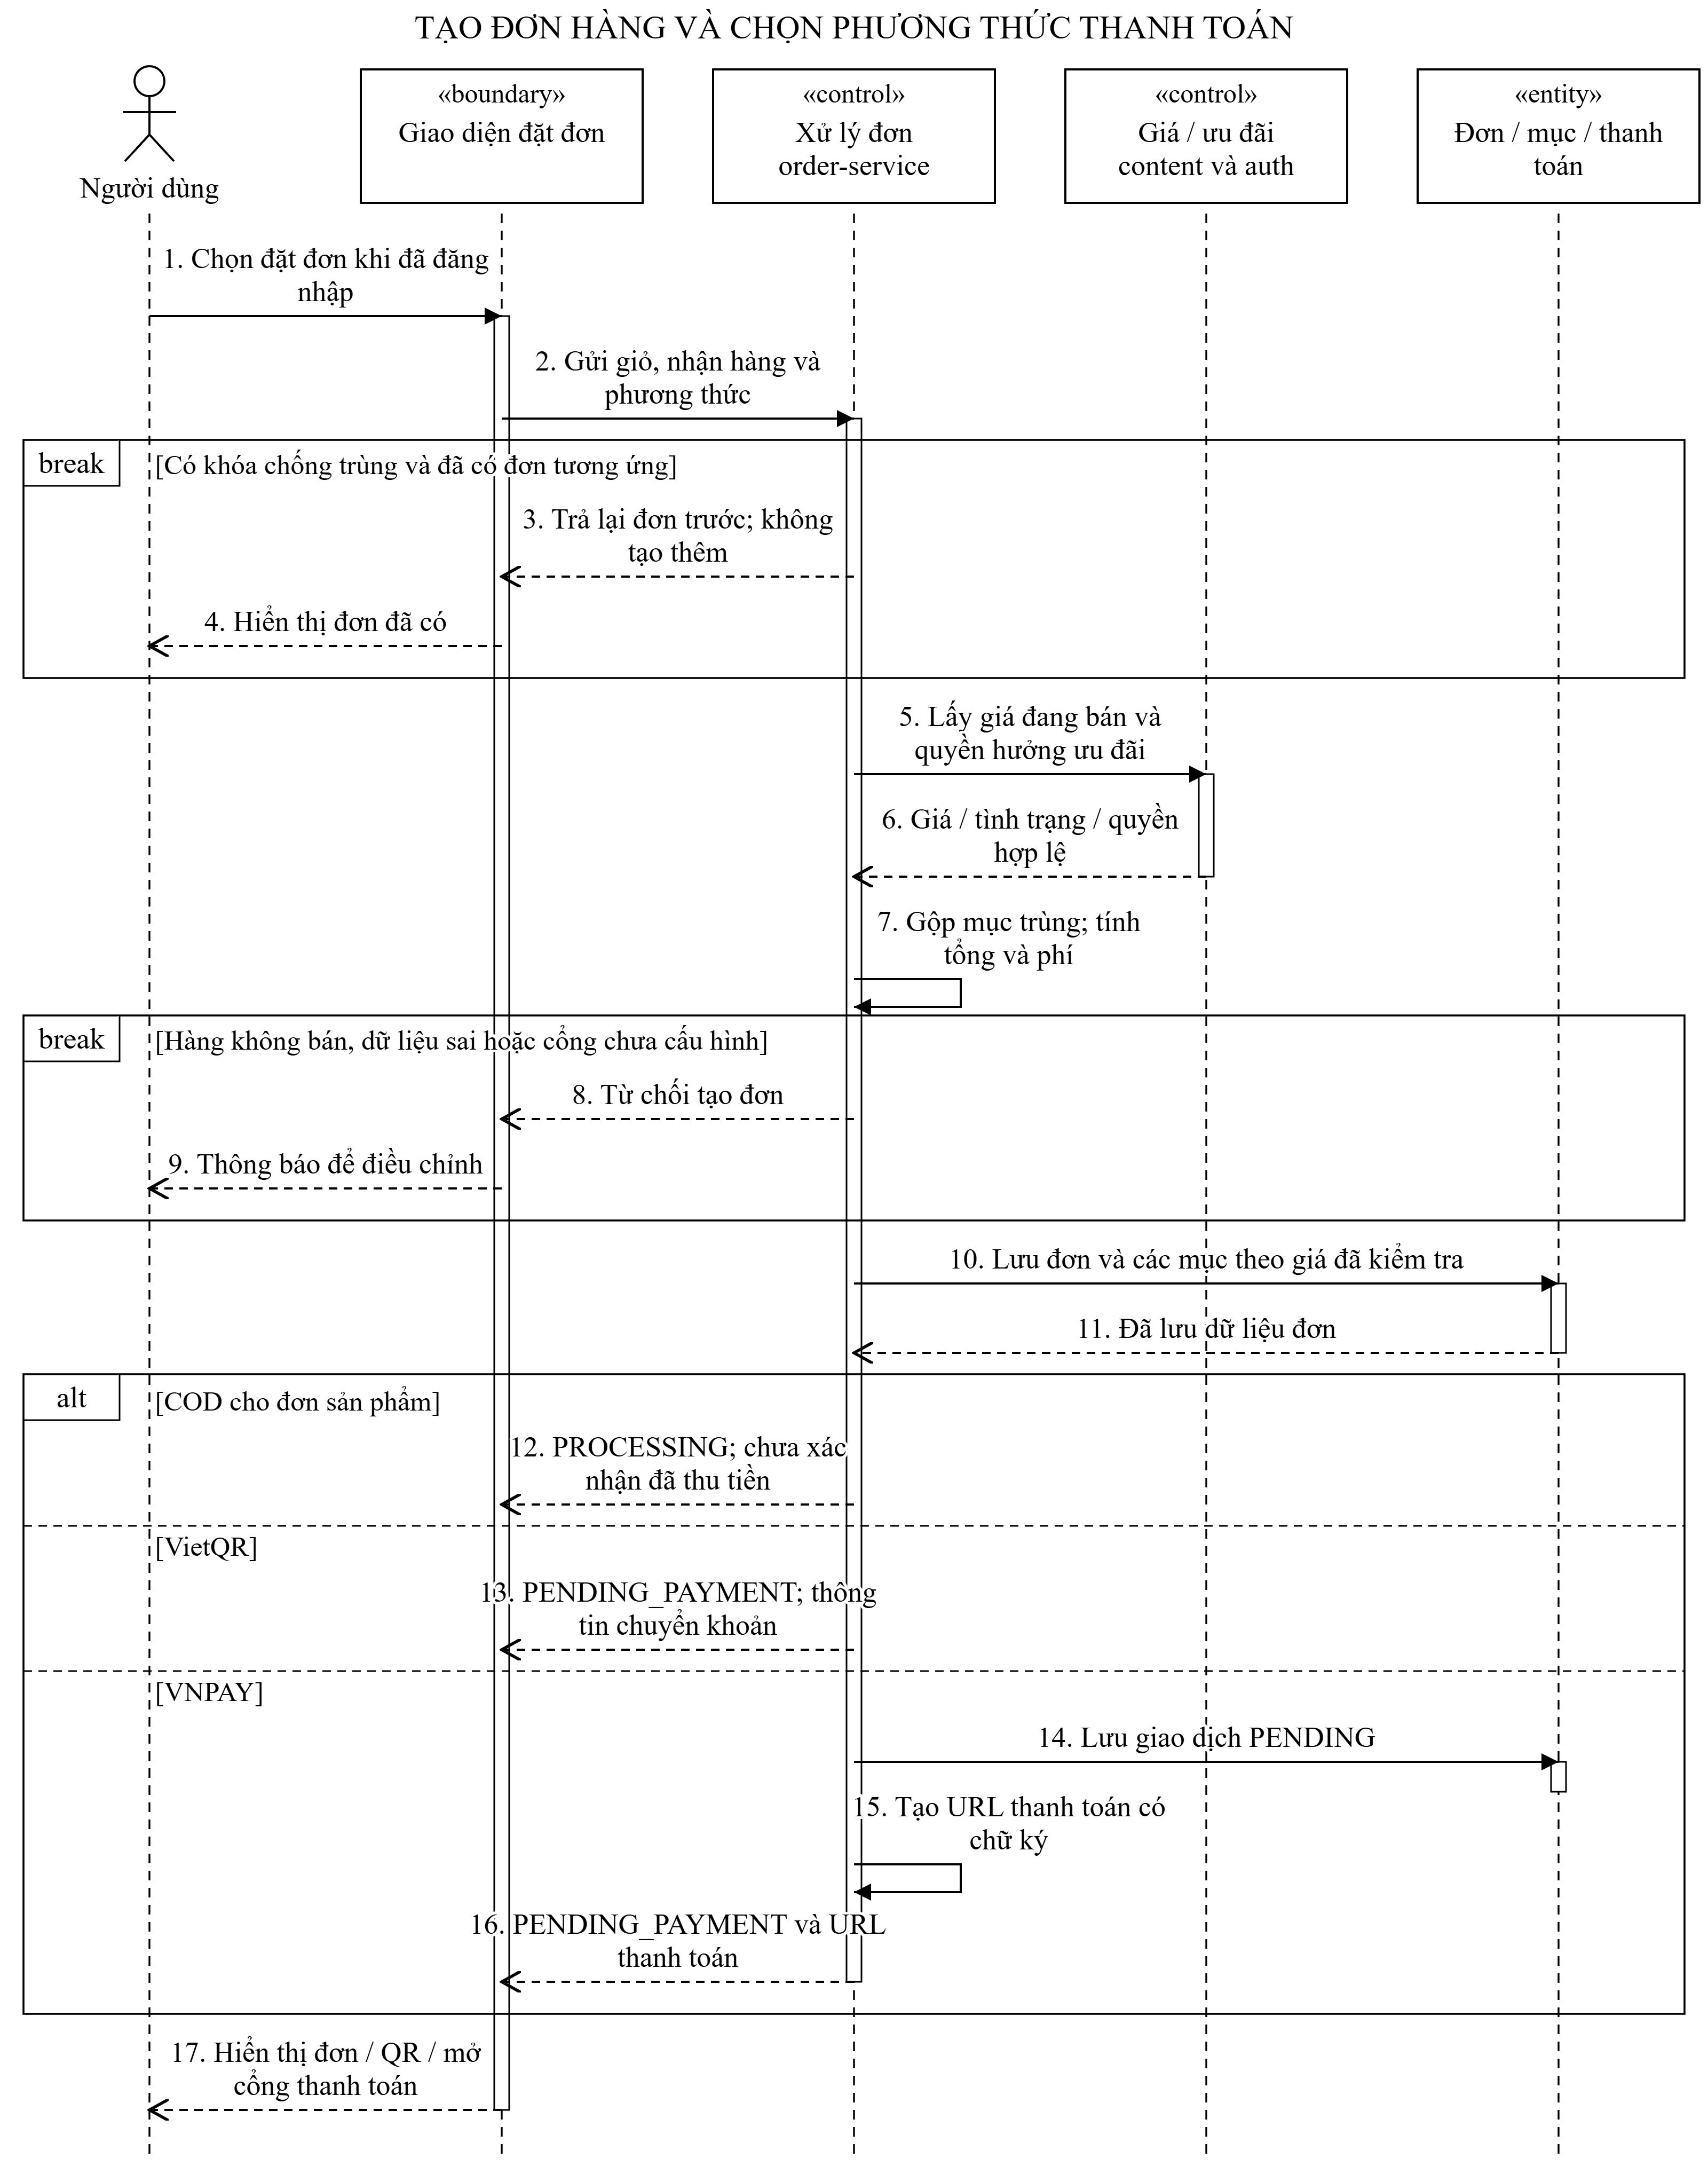 TẠO ĐƠN HÀNG VÀ CHỌN PHƯƠNG THỨC THANH TOÁN
Người dùng
«boundary»
Giao diện đặt đơn
«control»
Xử lý đơn
order-service
«control»
Giá / ưu đãi
content và auth
«entity»
Đơn / mục / thanh
toán
1. Chọn đặt đơn khi đã đăng
nhập
2. Gửi giỏ, nhận hàng và
phương thức
break
[Có khóa chống trùng và đã có đơn tương ứng]
3. Trả lại đơn trước; không
tạo thêm
4. Hiển thị đơn đã có
5. Lấy giá đang bán và
quyền hưởng ưu đãi
6. Giá / tình trạng / quyền
hợp lệ
7. Gộp mục trùng; tính
tổng và phí
break
[Hàng không bán, dữ liệu sai hoặc cổng chưa cấu hình]
8. Từ chối tạo đơn
9. Thông báo để điều chỉnh
10. Lưu đơn và các mục theo giá đã kiểm tra
11. Đã lưu dữ liệu đơn
alt
[COD cho đơn sản phẩm]
12. PROCESSING; chưa xác
nhận đã thu tiền
[VietQR]
13. PENDING_PAYMENT; thông
tin chuyển khoản
[VNPAY]
14. Lưu giao dịch PENDING
15. Tạo URL thanh toán có
chữ ký
16. PENDING_PAYMENT và URL
thanh toán
17. Hiển thị đơn / QR / mở
cổng thanh toán